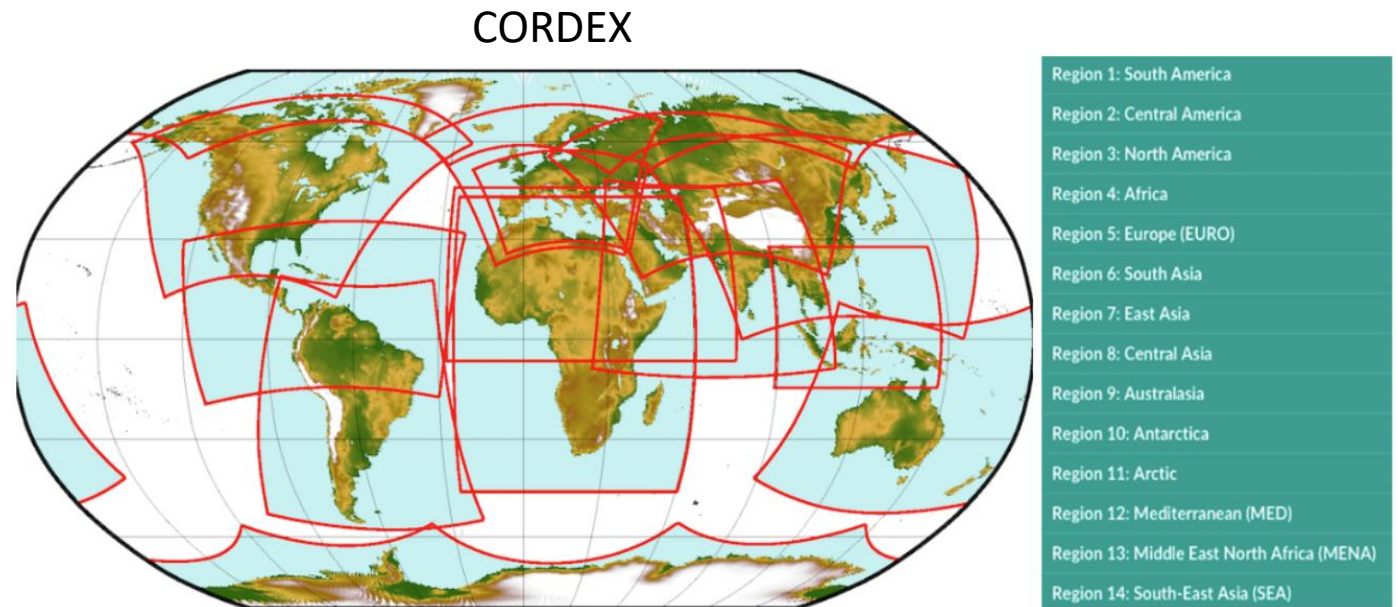 CORDEX
Region 1: South America
Region 2: Central America
Region 3: North America
Region 4: Africa
Region 5: Europe (EURO)
Region 6: South Asia
Region 7: East Asia
Region 8: Central Asia
Region 9: Australasia
Region 10: Antarctica
Region 11: Arctic
Region 12: Mediterranean (MED)
Region 13: Middle East North Africa (MENA)
Region 14: South-East Asia (SEA)